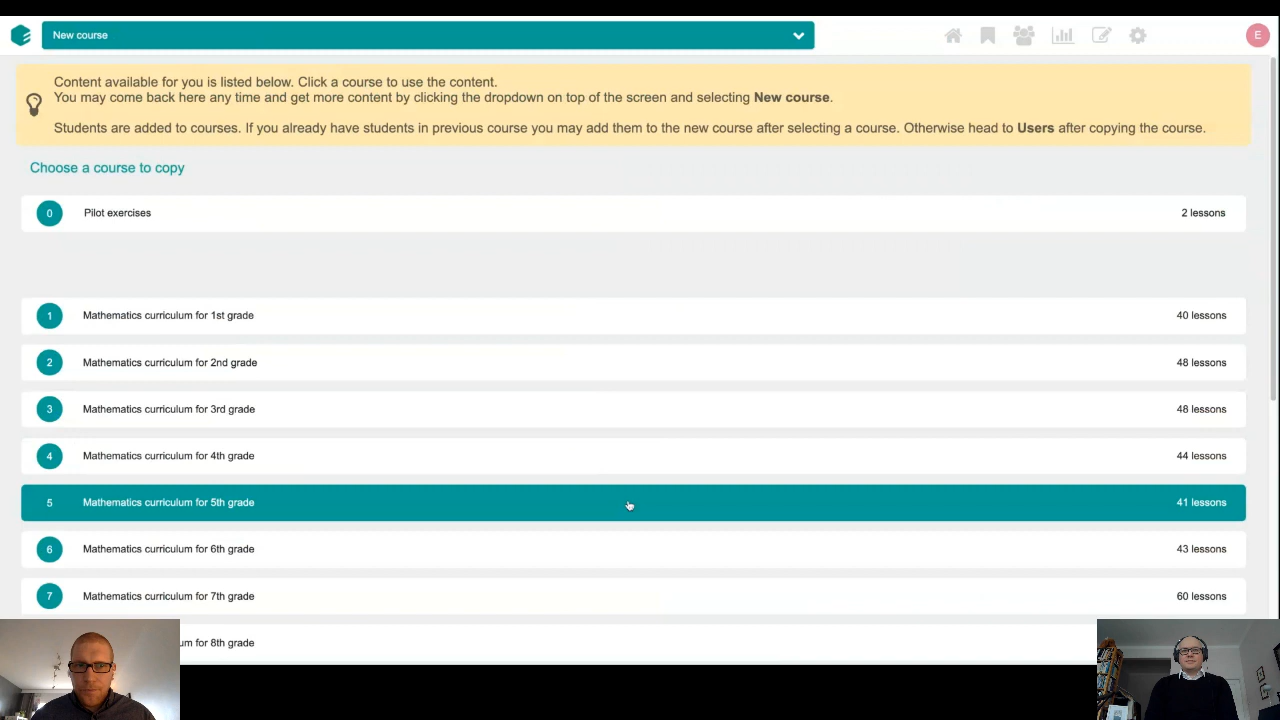 New course
E
Content available for you is listed below. Click a course to use the content.
You may come back here any time and get more content by clicking the dropdown on top of the screen and selecting New course.
Students are added to courses. If you already have students in previous course you may add them to the new course after selecting a course. Otherwise head to Users after copying the course.
Choose a course to copy
0 Pilot exercises 2 lessons
1 Mathematics curriculum for 1st grade 40 lessons
2 Mathematics curriculum for 2nd grade 48 lessons
3 Mathematics curriculum for 3rd grade 48 lessons
4 Mathematics curriculum for 4th grade 44 lessons
5 Mathematics curriculum for 5th grade 41 lessons
6 Mathematics curriculum for 6th grade 43 lessons
7 Mathematics curriculum for 7th grade 60 lessons
for 8th grade